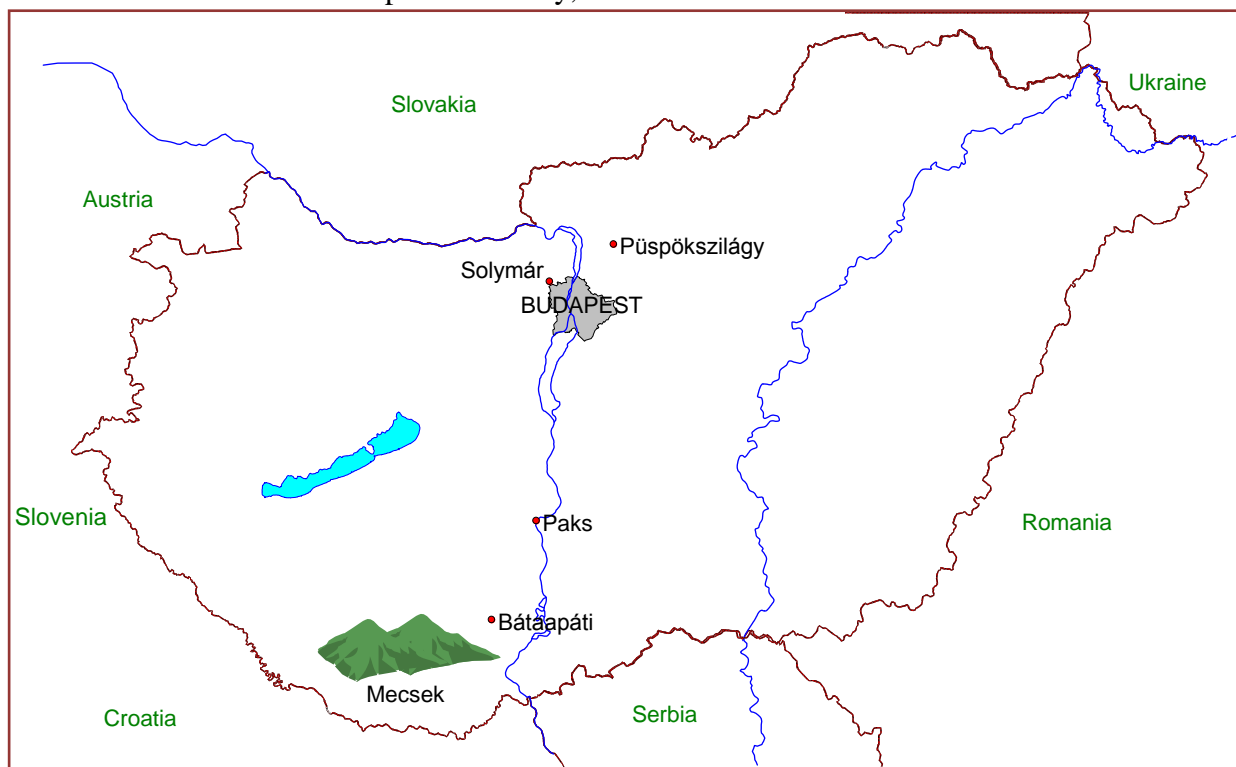 Ukraine
Slovakia
Austria
Püspökszilágy
Solymár
BUDAPEST
Slovenia
Paks
Romania
Bátaapáti
Mecsek
Croatia
Serbia